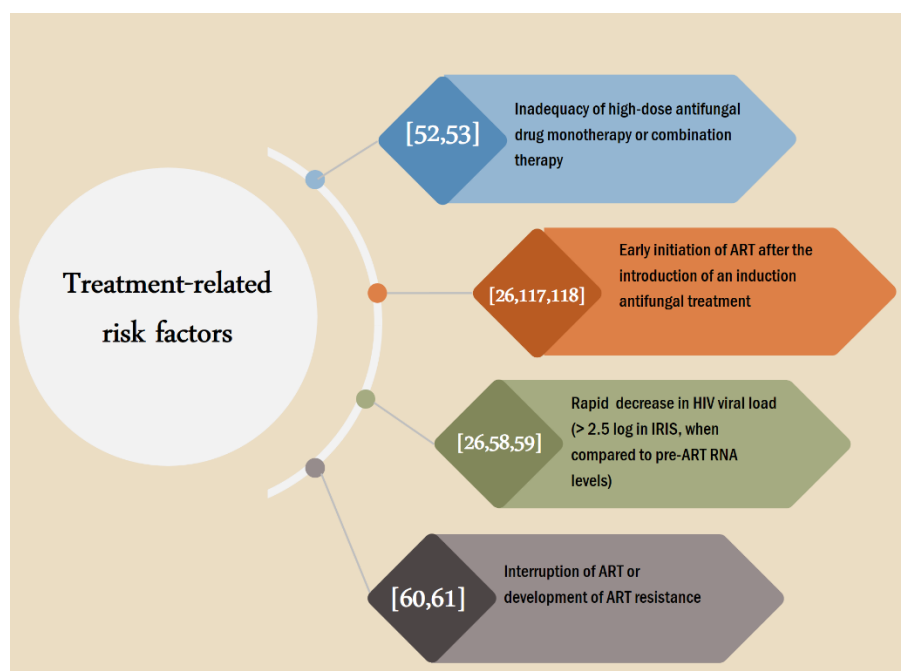 Treatment-related
risk factors
[52,53]
Inadequacy of high-dose antifungal
drug monotherapy or combination
therapy
[26,117,118]
Early initiation of ART after the
introduction of an induction
antifungal treatment
[26,58,59]
Rapid decrease in HIV viral load
(> 2.5 log in IRIS, when
compared to pre-ART RNA
levels)
[60,61]
Interruption of ART or
development of ART resistance